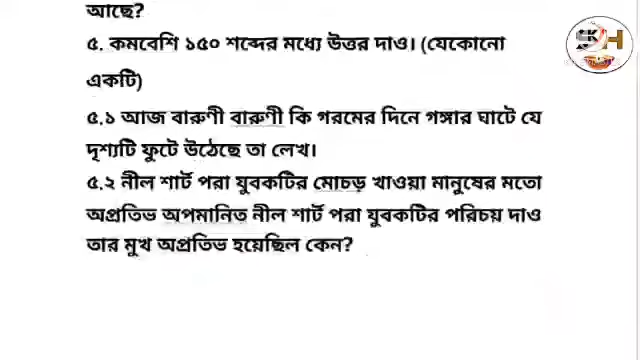 আছে?
৫. কমবেশি ১৫০ শব্দের মধ্যে উত্তর দাও। (যেকোনো
একটি)
৫.১ আজ বারুণী বারুণী কি গরমের দিনে গঙ্গার ঘাটে যে
দৃশ্যটি ফুটে উঠেছে তা লেখ।
৫.২ নীল শার্ট পরা যুবকটির মোচড় খাওয়া মানুষের মতো
অপ্রতিভ অপমানিত নীল শার্ট পরা যুবকটির পরিচয় দাও
তার মুখ অপ্রতিভ হয়েছিল কেন?